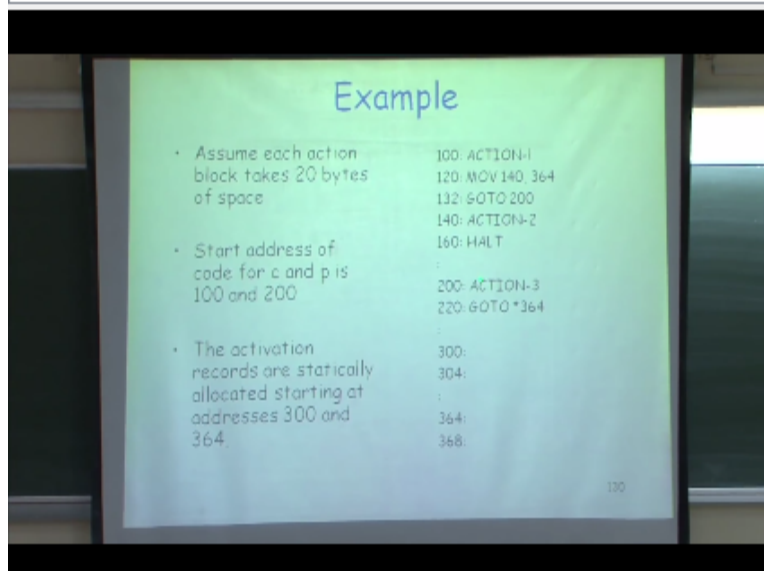 Example
• Assume each action
block takes 20 bytes
of space
• Start address of
code for c and p is
100 and 200
• The activation
records are statically
allocated starting at
addresses 300 and
364.
100: ACTION-1
120: MOV 140, 364
132: GOTO 200
140: ACTION-2
160: HALT
:
200: ACTION-3
220: GOTO *364
:
300:
304:
:
364:
368:
130